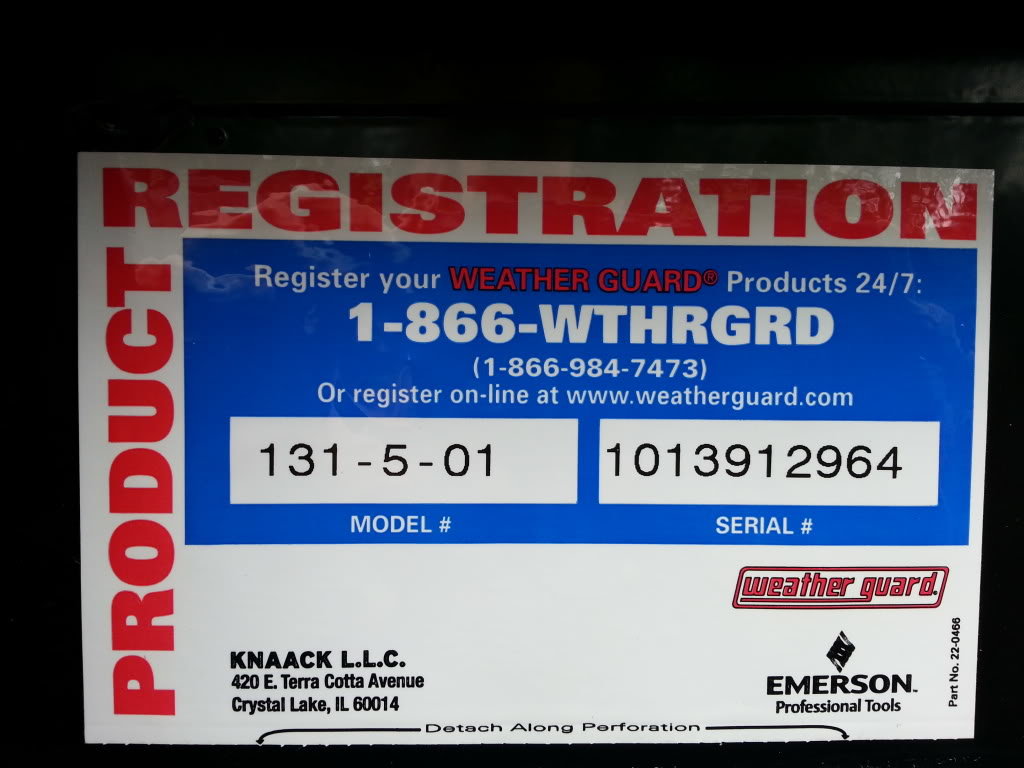 PRODUCT REGISTRATION
Register your WEATHER GUARD® Products 24/7:
1-866-WTHRGRD
(1-866-984-7473)
Or register on-line at www.weatherguard.com
131-5-01
MODEL #
1013912964
SERIAL #
weather guard.
KNAACK L.L.C.
420 E. Terra Cotta Avenue
Crystal Lake, IL 60014
EMERSON™
Professional Tools
Part No. 22-0466
Detach Along Perforation